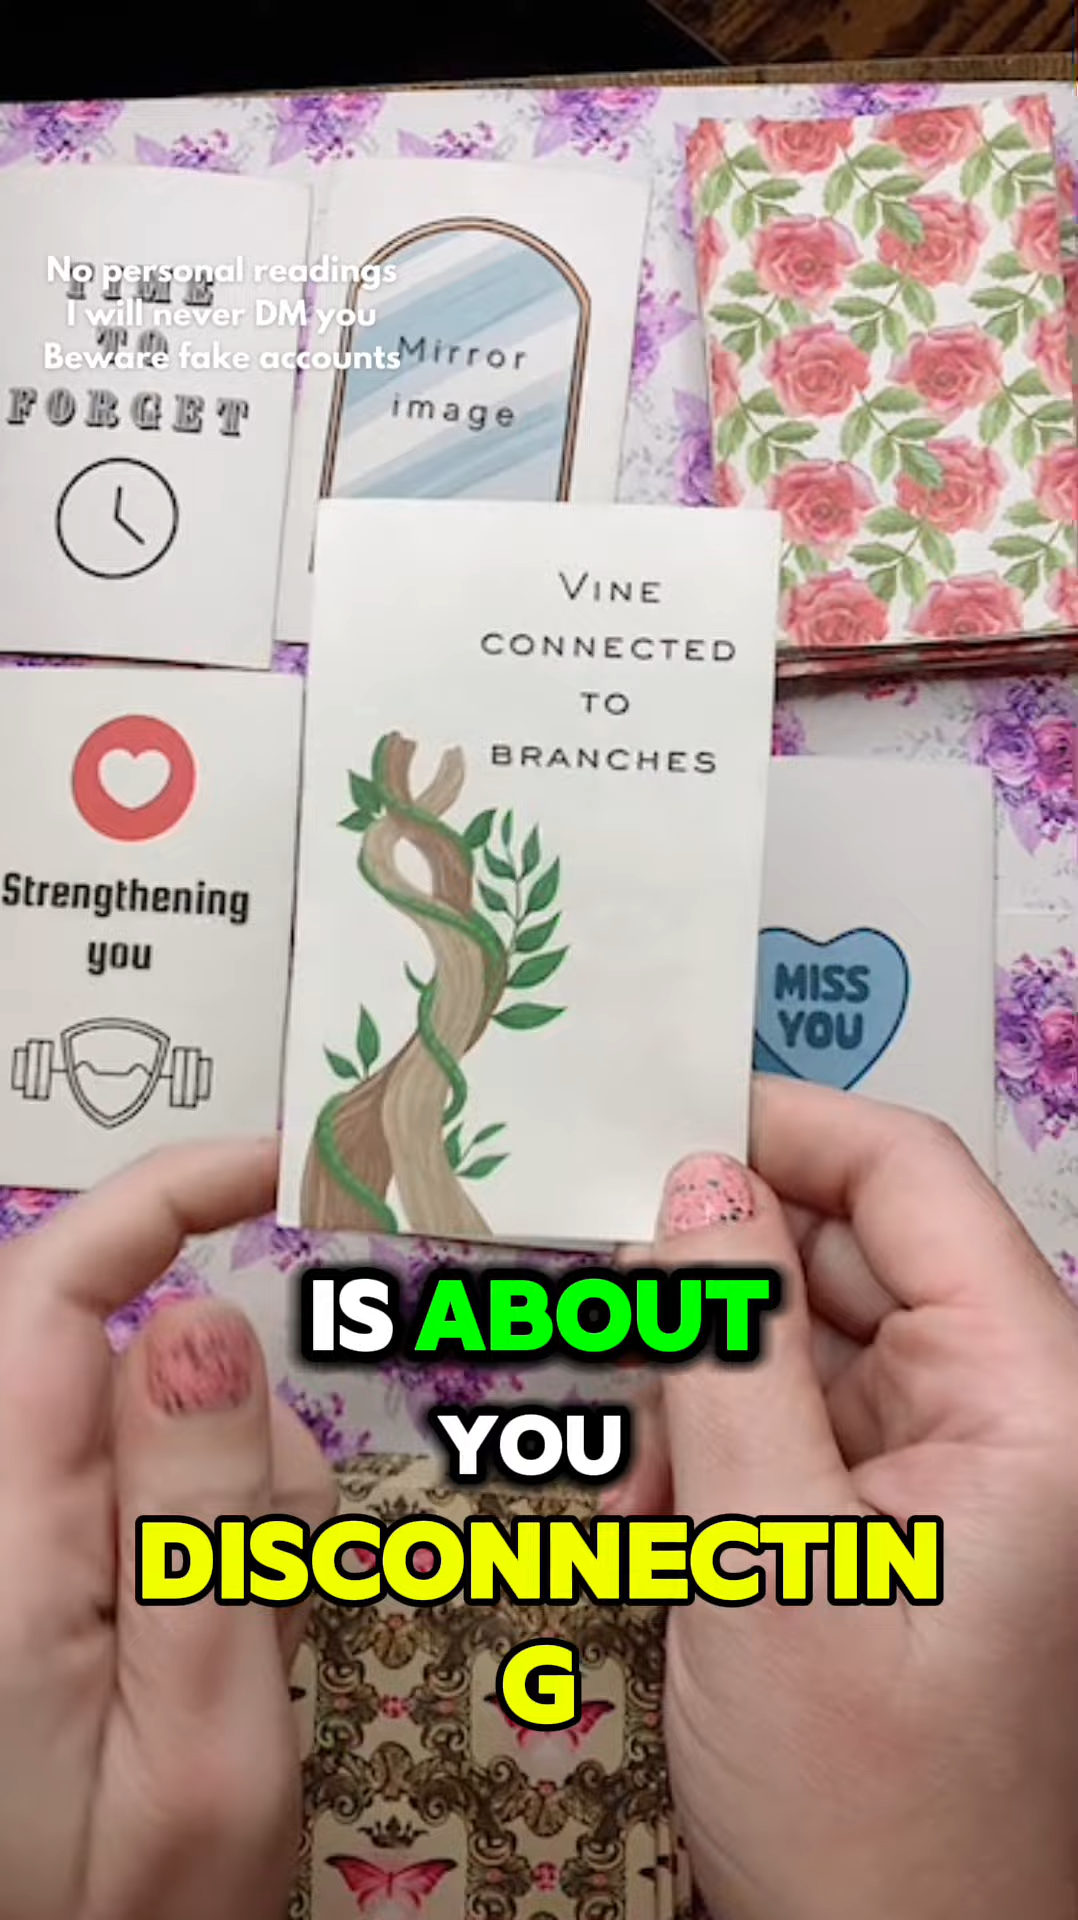 No personal readings
I will never DM you
Beware fake accounts
TIME
TO
FORGET
Mirror
image
VINE
CONNECTED
TO
BRANCHES
Strengthening
you
MISS
YOU
IS ABOUT
YOU
DISCONNECTIN
G